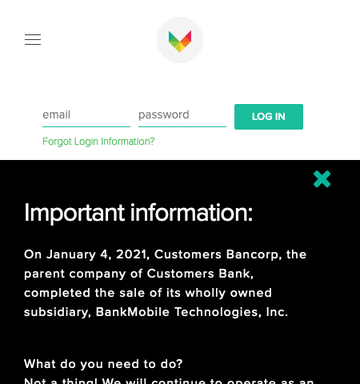 email password LOG IN
Forgot Login Information?
Important information:
On January 4, 2021, Customers Bancorp, the
parent company of Customers Bank,
completed the sale of its wholly owned
subsidiary, BankMobile Technologies, Inc.
What do you need to do?
Not a thing! We will continue to operate as an